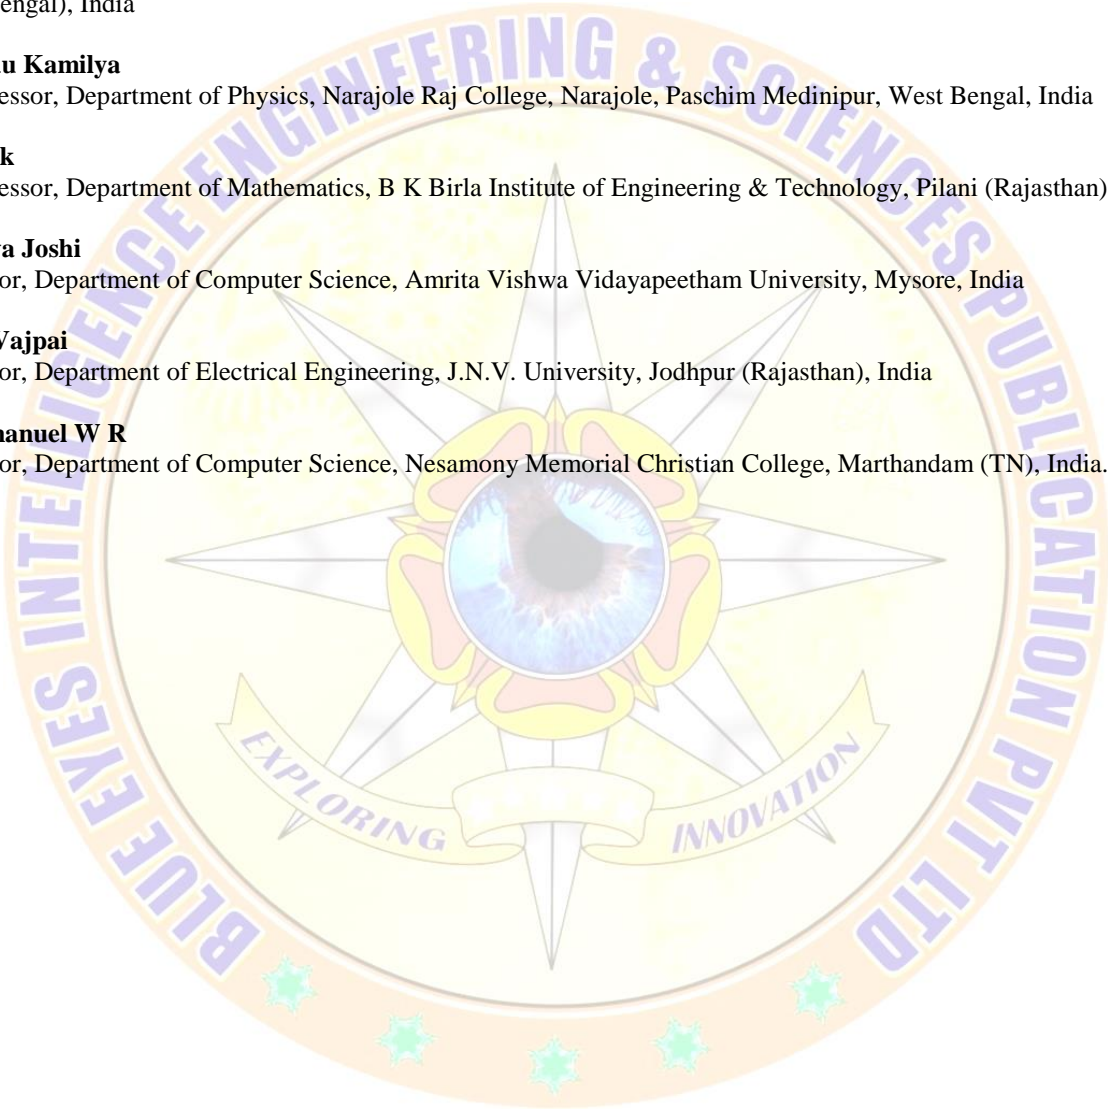 engal), India
u Kamilya
essor, Department of Physics, Narajole Raj College, Narajole, Paschim Medinipur, West Bengal, India
k
essor, Department of Mathematics, B K Birla Institute of Engineering & Technology, Pilani (Rajasthan)
a Joshi
or, Department of Computer Science, Amrita Vishwa Vidayapeetham University, Mysore, India
Vajpai
or, Department of Electrical Engineering, J.N.V. University, Jodhpur (Rajasthan), India
anuel W R
or, Department of Computer Science, Nesamony Memorial Christian College, Marthandam (TN), India.
BLUE EYES INTELLIGENCE ENGINEERING & SCIENCES PUBLICATION PVT LTD
EXPLORING INNOVATION